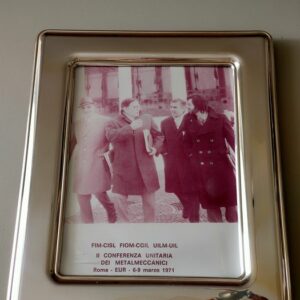 FIM-CISL FIOM-CGIL UILM-UIL
II CONFERENZA UNITARIA
DEI METALMECCANICI
Roma - EUR - 6-9 marzo 1971